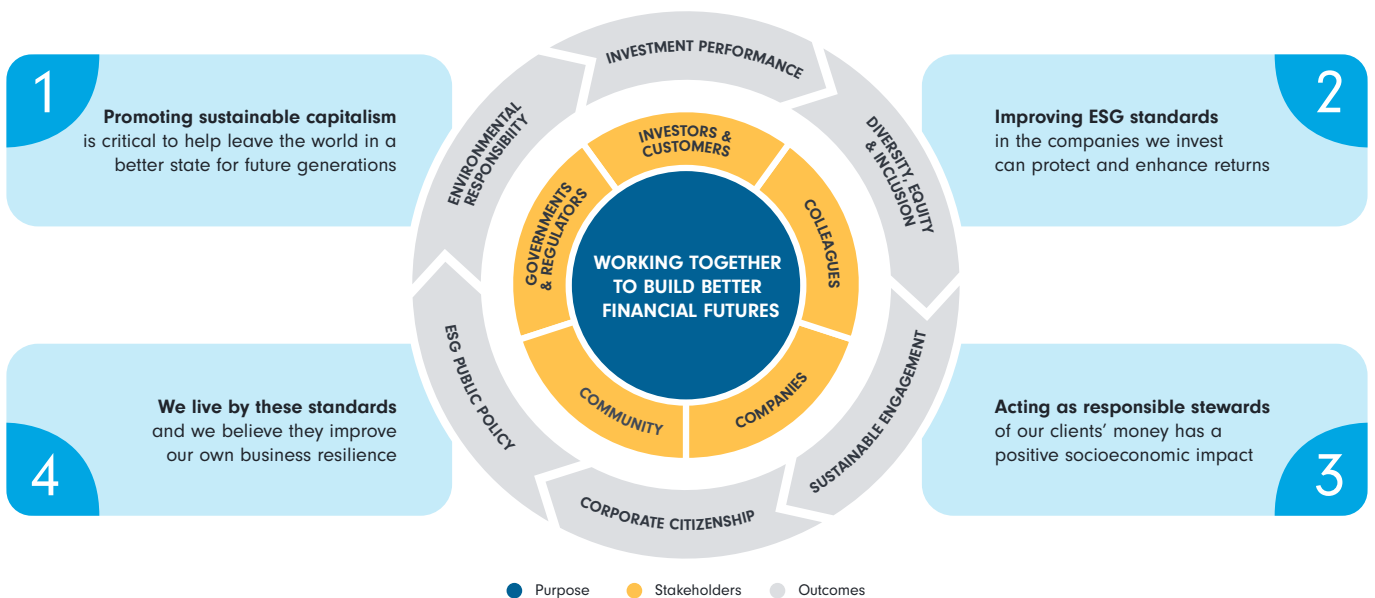 1
Promoting sustainable capitalism
is critical to help leave the world in a
better state for future generations
2
Improving ESG standards
in the companies we invest
can protect and enhance returns
INVESTMENT PERFORMANCE
DIVERSITY, EQUITY
& INCLUSION
SUSTAINABLE ENGAGEMENT
CORPORATE CITIZENSHIP
ESG PUBLIC POLICY
ENVIRONMENTAL
RESPONSIBIITY
INVESTORS &
CUSTOMERS
COLLEAGUES
COMPANIES
COMMUNITY
GOVERNMENTS
& REGULATORS
WORKING TOGETHER
TO BUILD BETTER
FINANCIAL FUTURES
We live by these standards
and we believe they improve
our own business resilience
4
Acting as responsible stewards
of our clients’ money has a
positive socioeconomic impact
3
Purpose
Stakeholders
Outcomes